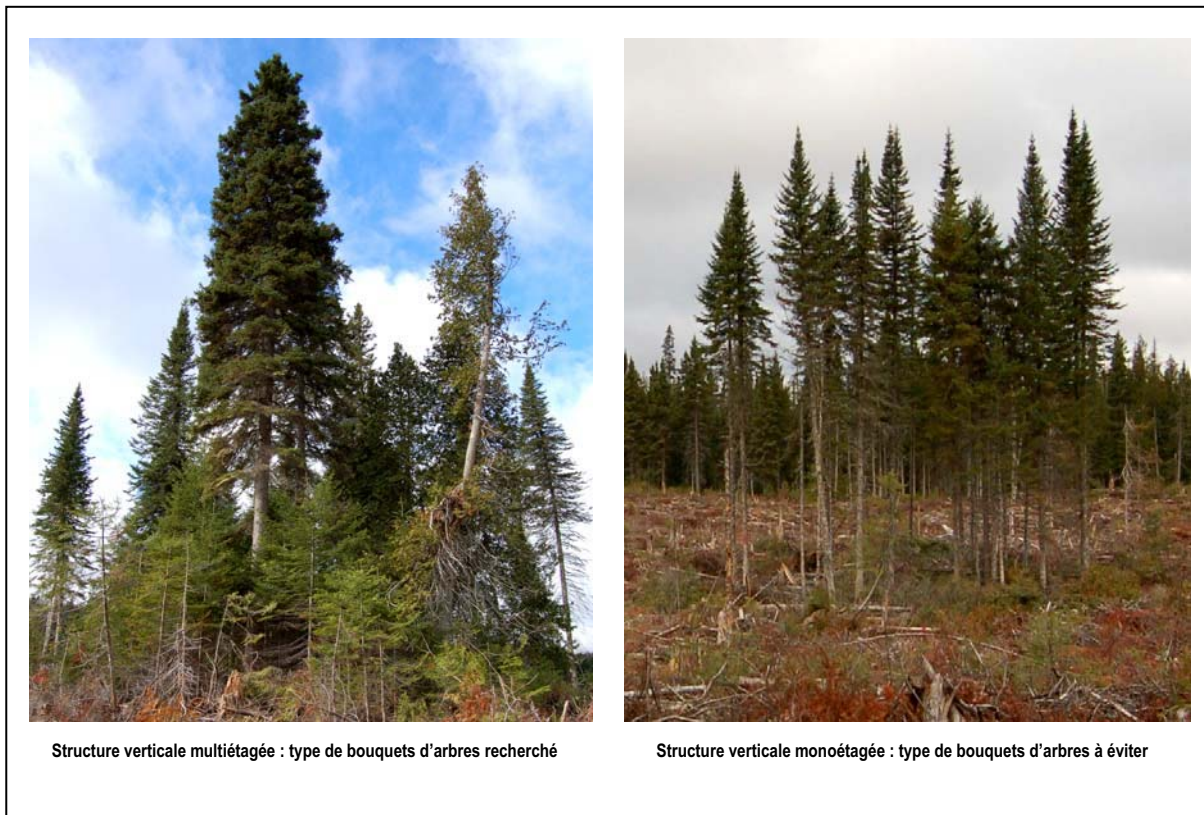 Structure verticale multiétagée : type de bouquets d’arbres recherché
Structure verticale monoétagée : type de bouquets d’arbres à éviter